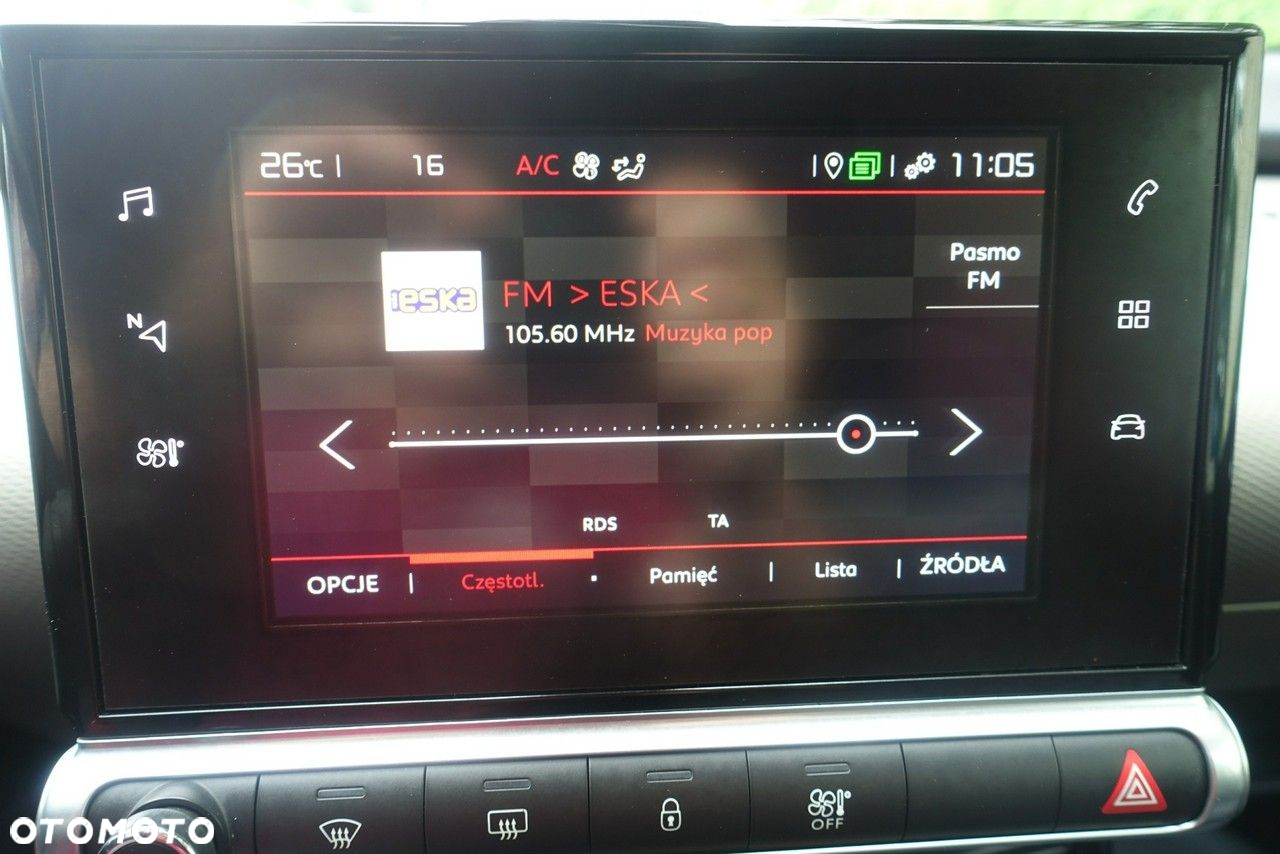 26°C | 16 A/C | | 11:05
N
Pasmo
FM
eska
FM > ESKA <
105.60 MHz Muzyka pop
RDS TA
OPCJE | Częstotl. · Pamięć | Lista | ŹRÓDŁA
OFF
OTOMOTO